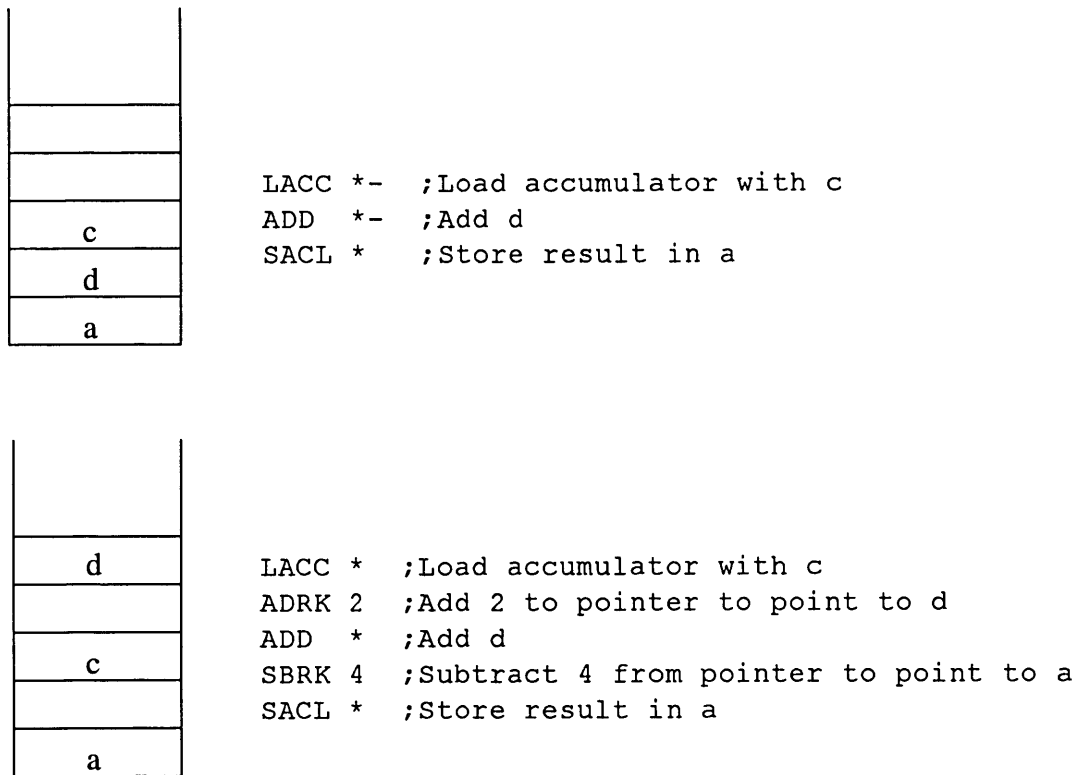 c
d
a
LACC *- ;Load accumulator with c
ADD *- ;Add d
SACL * ;Store result in a
d
c
a
LACC * ;Load accumulator with c
ADRK 2 ;Add 2 to pointer to point to d
ADD * ;Add d
SBRK 4 ;Subtract 4 from pointer to point to a
SACL * ;Store result in a